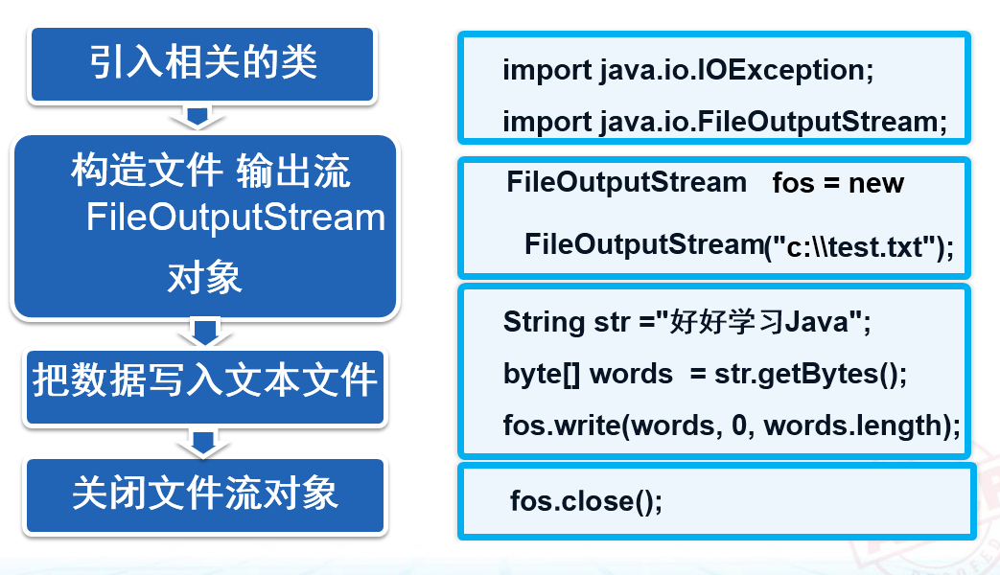 引入相关的类
import java.io.IOException;
import java.io.FileOutputStream;
构造文件 输出流
FileOutputStream
对象
FileOutputStream fos = new
FileOutputStream("c:\\test.txt");
把数据写入文本文件
String str ="好好学习Java";
byte[] words = str.getBytes();
fos.write(words, 0, words.length);
关闭文件流对象
fos.close();